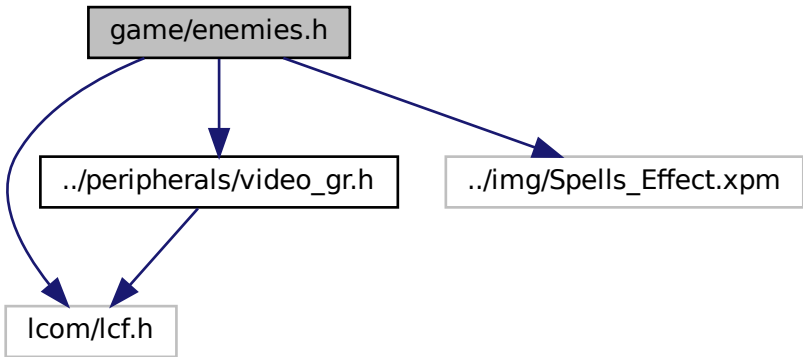 game/enemies.h
../peripherals/video_gr.h
../img/Spells_Effect.xpm
lcom/lcf.h